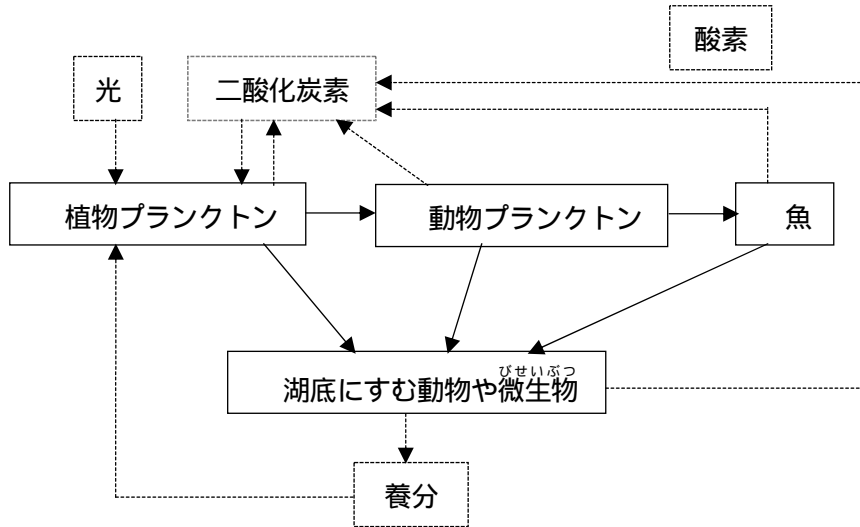 酸素
光
二酸化炭素
植物プランクトン
動物プランクトン
魚
びせいぶつ
湖底にすむ動物や微生物
養分